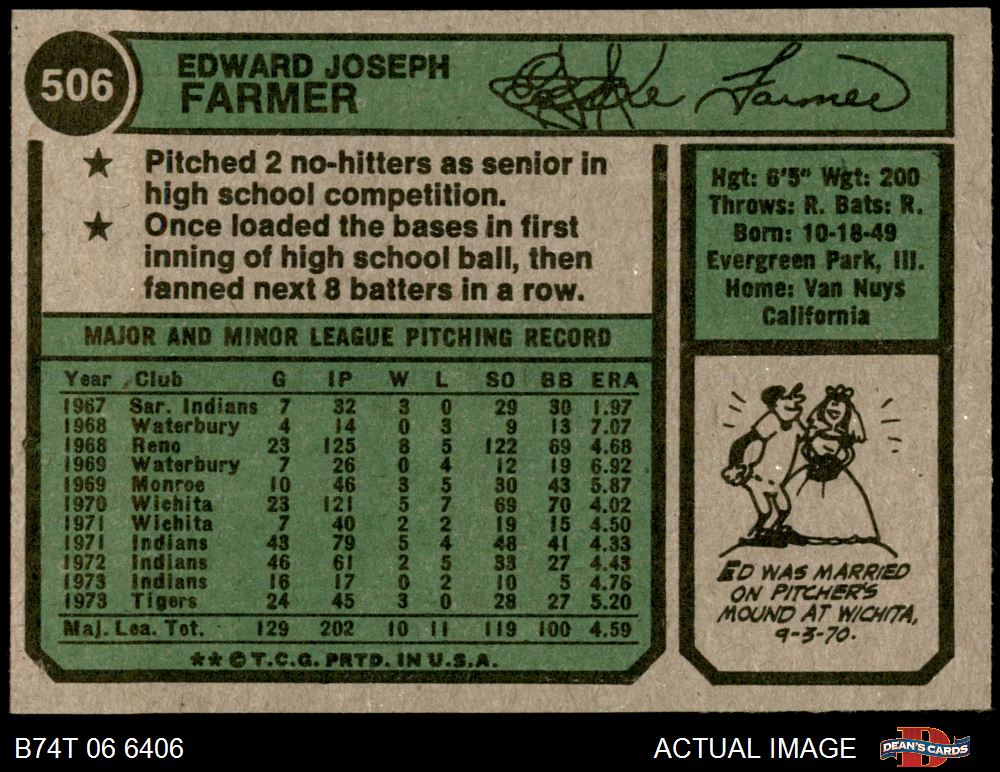 506
EDWARD JOSEPH
FARMER
Eddie Farmer
★ Pitched 2 no-hitters as senior in
high school competition.
★ Once loaded the bases in first
inning of high school ball, then
fanned next 8 batters in a row.
Hgt: 6'5" Wgt: 200
Throws: R. Bats: R.
Born: 10-18-49
Evergreen Park, Ill.
Home: Van Nuys
California
MAJOR AND MINOR LEAGUE PITCHING RECORD
Year Club G IP W L SO BB ERA
1967 Sar. Indians 7 32 3 0 29 30 1.97
1968 Waterbury 4 14 0 3 9 13 7.07
1968 Reno 23 125 8 5 122 69 4.68
1969 Waterbury 7 26 0 4 12 19 6.92
1969 Monroe 10 46 3 5 30 43 5.87
1970 Wichita 23 121 5 7 69 70 4.02
1971 Wichita 7 40 2 2 19 15 4.50
1971 Indians 43 79 5 4 48 41 4.33
1972 Indians 46 61 2 5 33 27 4.43
1973 Indians 16 17 0 2 10 5 4.76
1973 Tigers 24 45 3 0 28 27 5.20
Maj. Lea. Tot. 129 202 10 11 119 100 4.59
★★ © T.C.G. PRTD. IN U.S.A.
ED WAS MARRIED
ON PITCHER'S
MOUND AT WICHITA,
9-3-70.
B74T 06 6406
ACTUAL IMAGE
DEAN'S CARDS